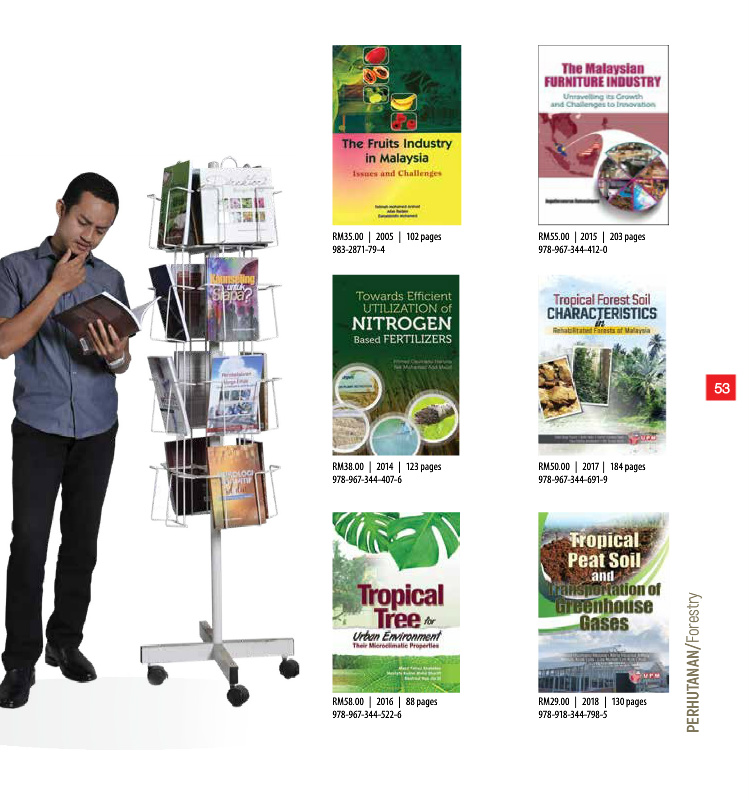 Konseling
untuk
Siapa?
The Fruits Industry
in Malaysia
Issues and Challenges
RM35.00 | 2005 | 102 pages
983-2871-79-4
The Malaysian
FURNITURE INDUSTRY
Unravelling its Growth
and Challenges to Innovation
RM55.00 | 2015 | 203 pages
978-967-344-412-0
Towards Efficient
UTILIZATION of
NITROGEN
Based FERTILIZERS
RM38.00 | 2014 | 123 pages
978-967-344-407-6
Tropical Forest Soil
CHARACTERISTICS
in
Rehabilitated Forests of Malaysia
UPM
RM50.00 | 2017 | 184 pages
978-967-344-691-9
53
Tropical
Tree for
Urban Environment
Their Microclimatic Properties
RM58.00 | 2016 | 88 pages
978-967-344-522-6
Tropical
Peat Soil
and
Transportation of
Greenhouse
Gases
UPM
RM29.00 | 2018 | 130 pages
978-918-344-798-5
PERHUTANAN/Forestry